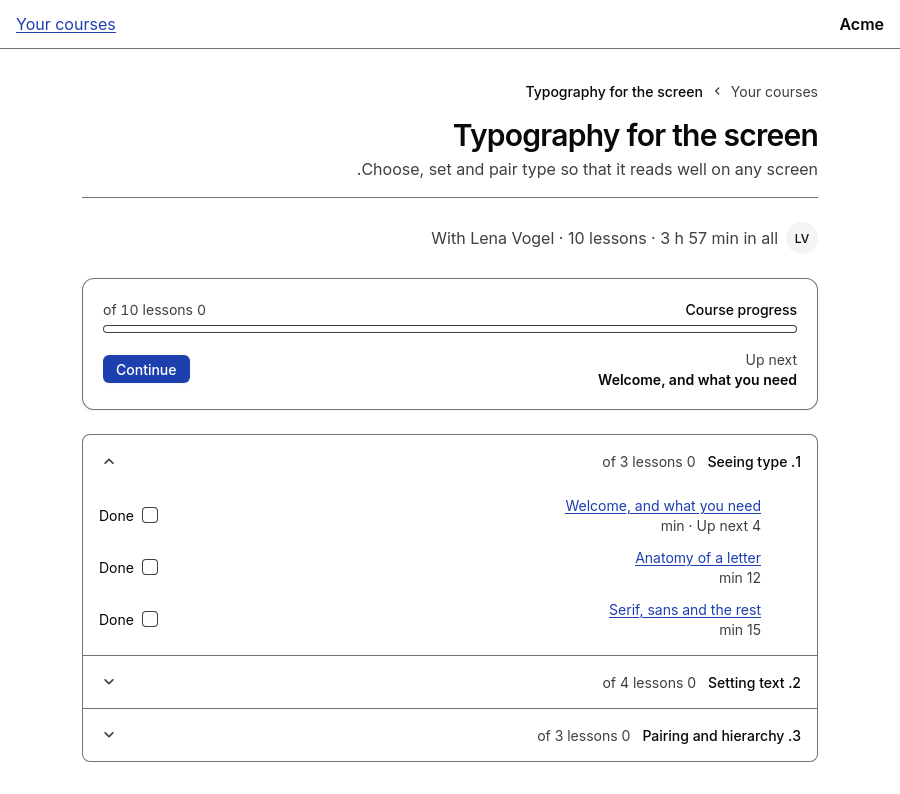 Acme
Your courses
Your courses
Typography for the screen
Typography for the screen
.Choose, set and pair type so that it reads well on any screen
LV
With Lena Vogel · 10 lessons · 3 h 57 min in all
Course progress
of 10 lessons 0
Up next
Welcome, and what you need
Continue
Seeing type .1
of 3 lessons 0
Welcome, and what you need
min · Up next 4
Done
Anatomy of a letter
min 12
Done
Serif, sans and the rest
min 15
Done
Setting text .2
of 4 lessons 0
Pairing and hierarchy .3
of 3 lessons 0